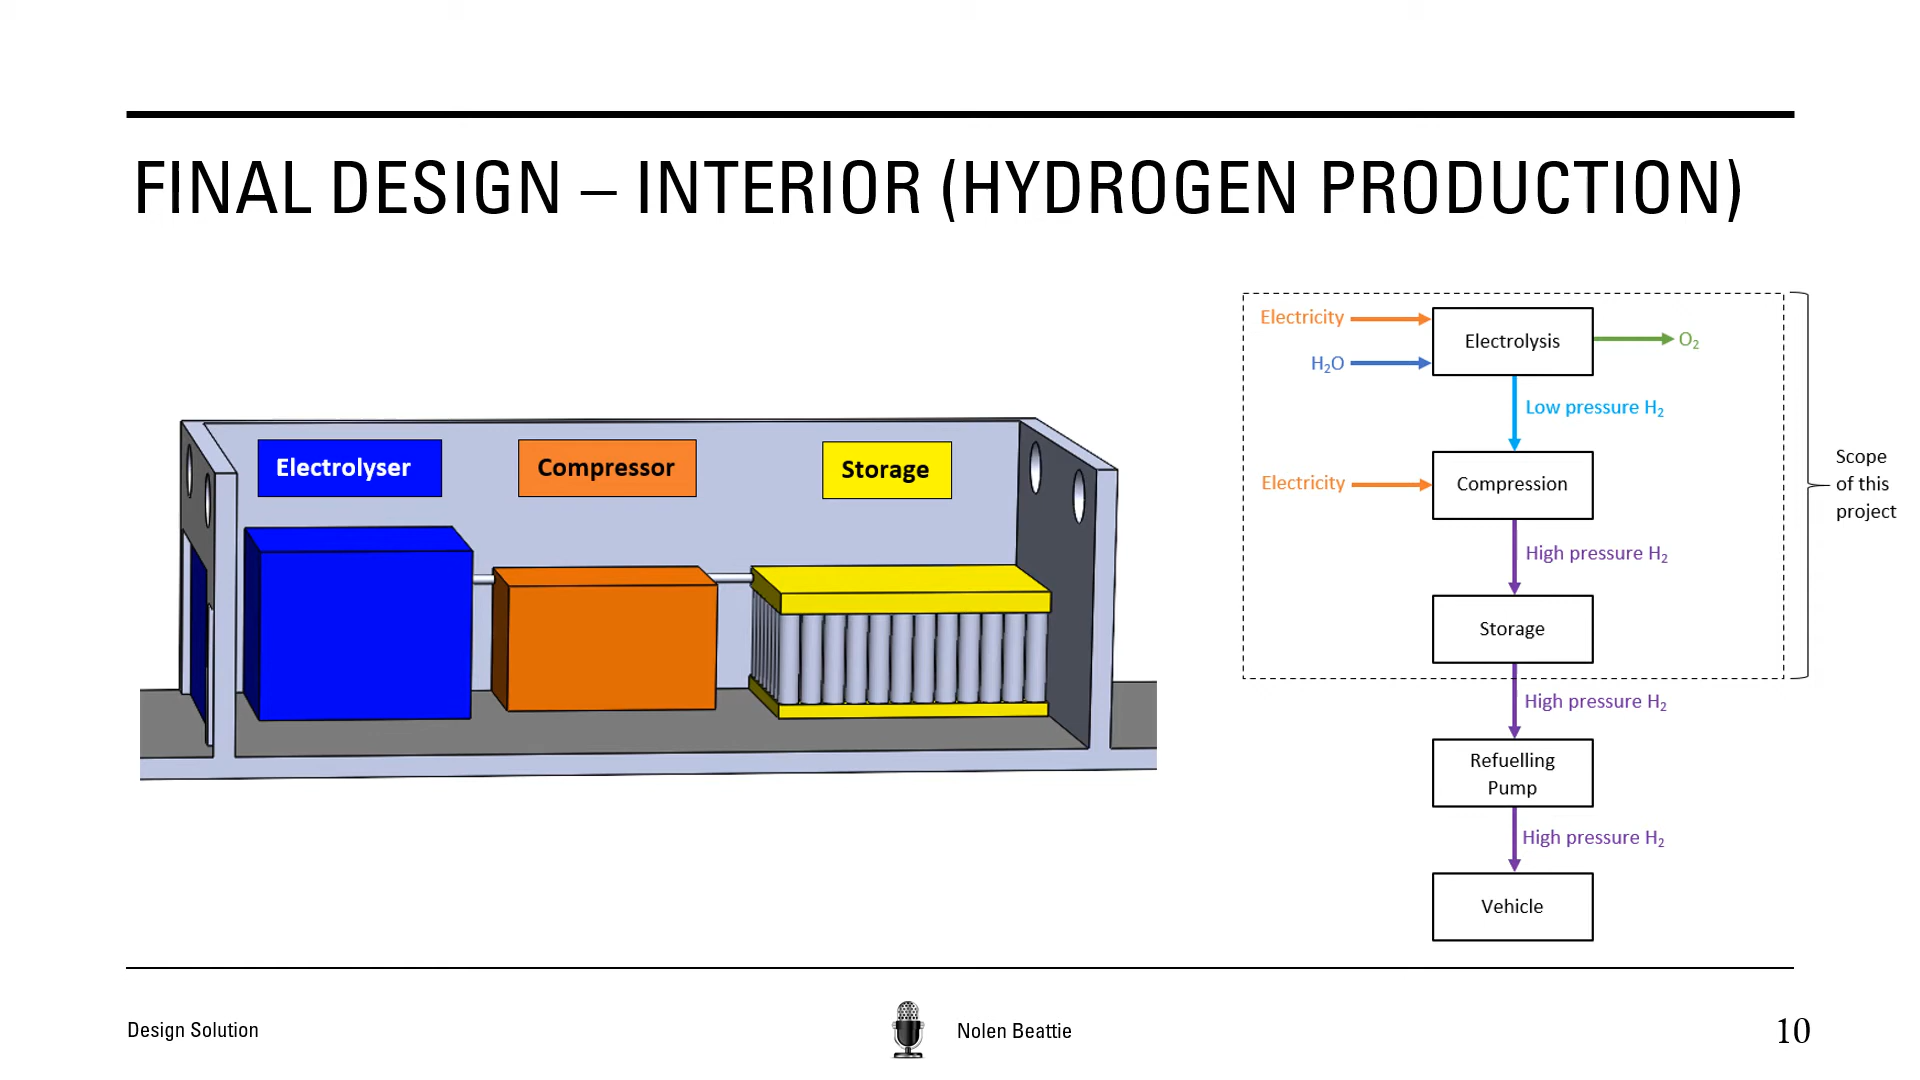 FINAL DESIGN – INTERIOR (HYDROGEN PRODUCTION)
Electrolyser
Compressor
Storage
Electricity
H₂O
Electrolysis
O₂
Low pressure H₂
Electricity
Compression
High pressure H₂
Storage
Scope
of this
project
High pressure H₂
Refuelling
Pump
High pressure H₂
Vehicle
Design Solution
Nolen Beattie
10